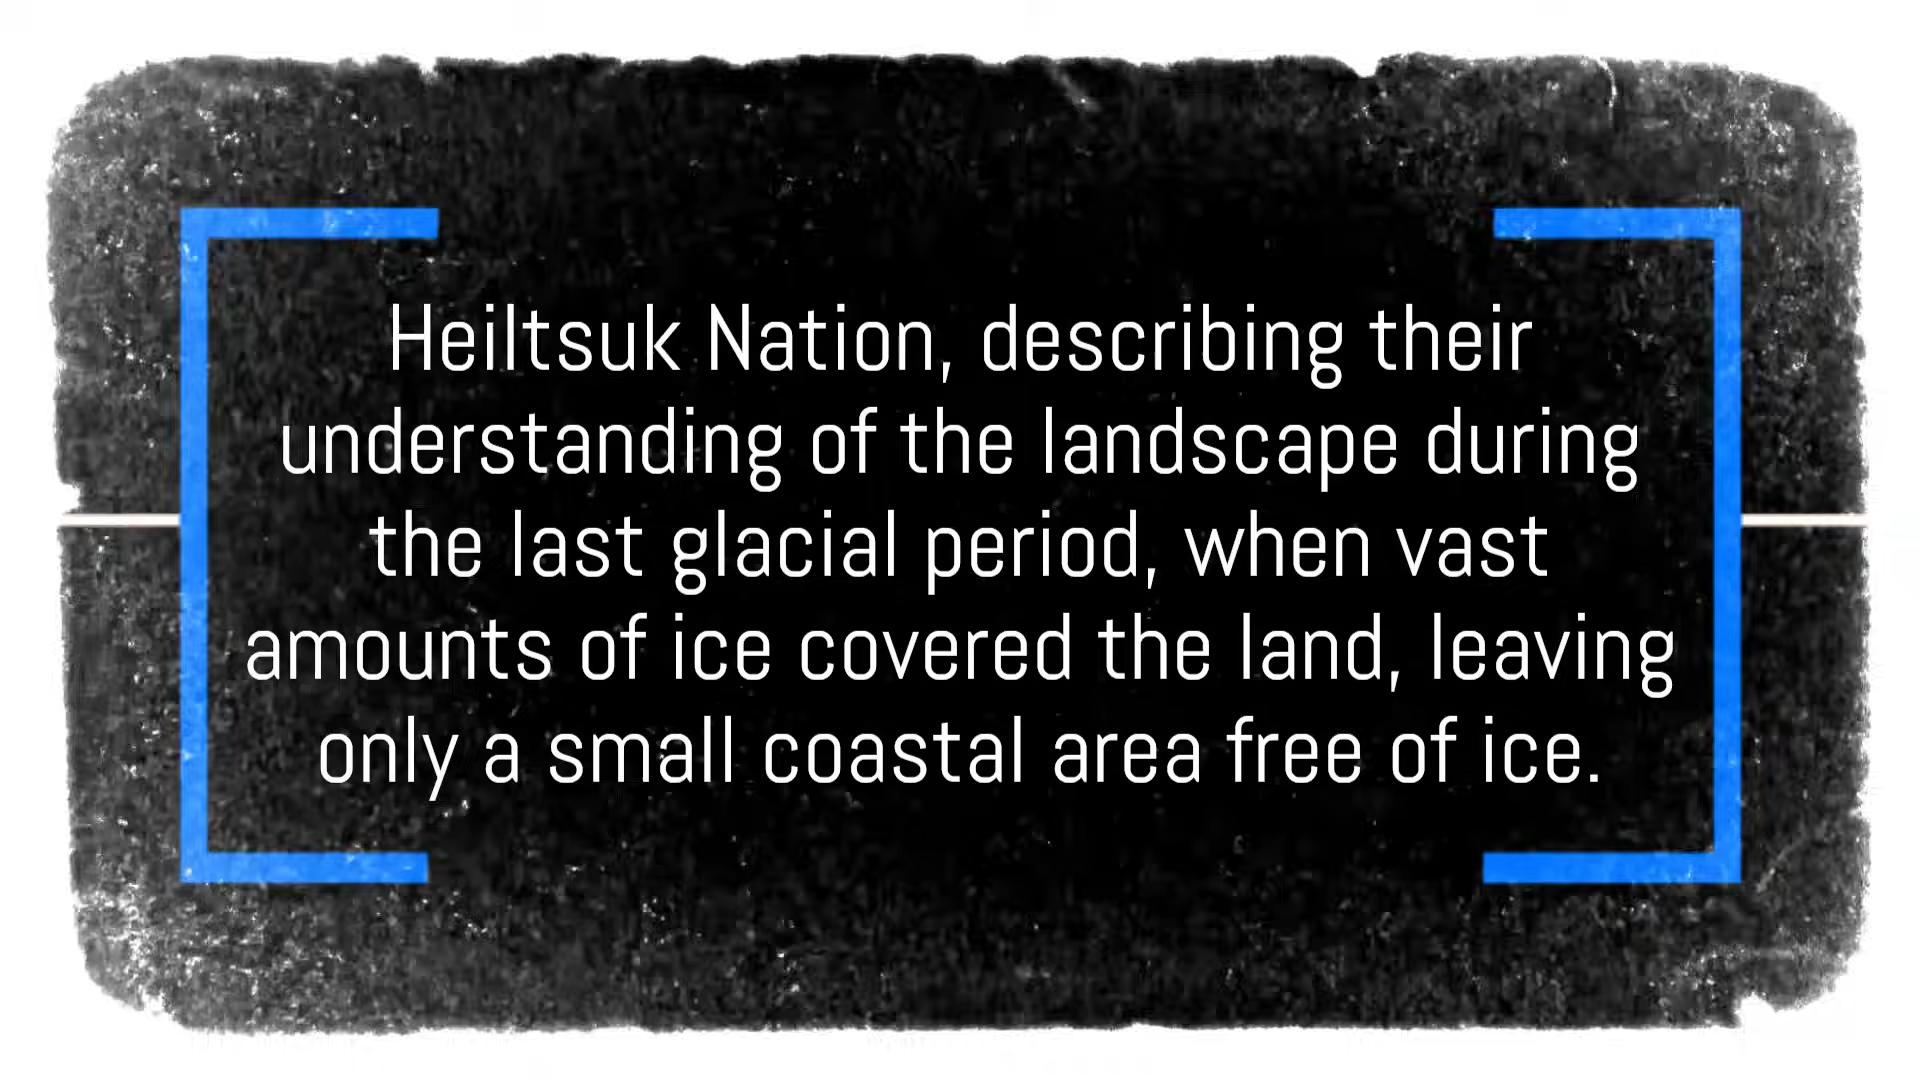 Heiltsuk Nation, describing their
understanding of the landscape during
the last glacial period, when vast
amounts of ice covered the land, leaving
only a small coastal area free of ice.